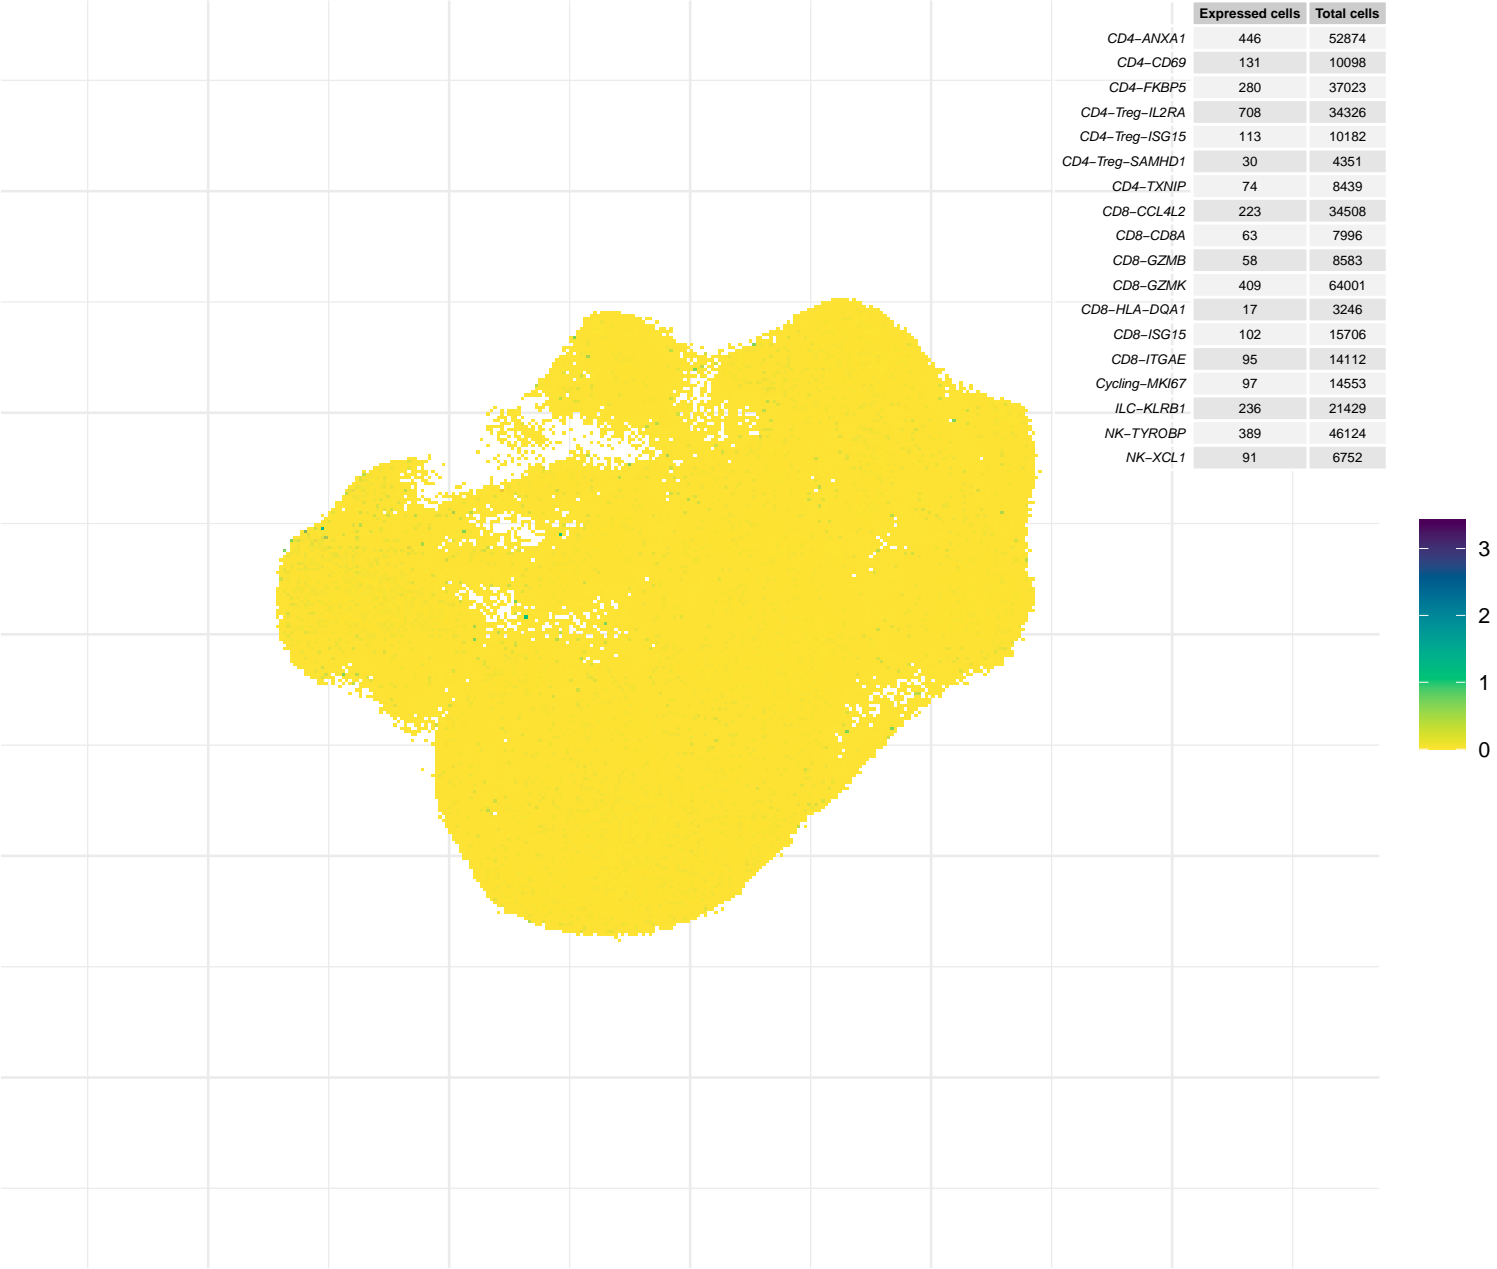 Expressed cells Total cells
CD4−ANXA1 446 52874
CD4−CD69 131 10098
CD4−FKBP5 280 37023
CD4−Treg−IL2RA 708 34326
CD4−Treg−ISG15 113 10182
CD4−Treg−SAMHD1 30 4351
CD4−TXNIP 74 8439
CD8−CCL4L2 223 34508
CD8−CD8A 63 7996
CD8−GZMB 58 8583
CD8−GZMK 409 64001
CD8−HLA−DQA1 17 3246
CD8−ISG15 102 15706
CD8−ITGAE 95 14112
Cycling−MKI67 97 14553
ILC−KLRB1 236 21429
NK−TYROBP 389 46124
NK−XCL1 91 6752
3
2
1
0